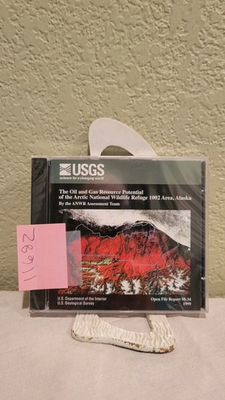 USGS
science for a changing world
The Oil and Gas Resource Potential
of the Arctic National Wildlife Refuge 1002 Area, Alaska
By the ANWR Assessment Team
116982
U.S. Department of the Interior
U.S. Geological Survey
Open File Report 98-34
1999